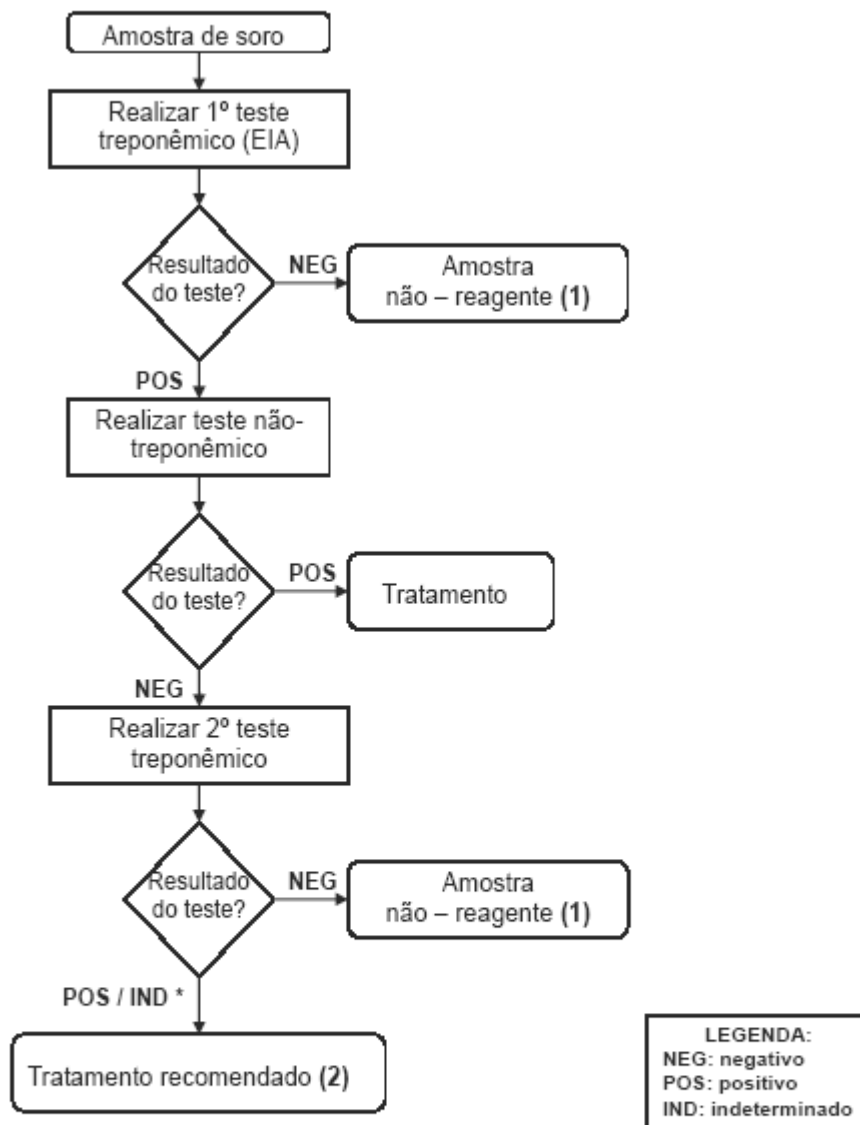 Amostra de soro
Realizar 1º teste
treponêmico (EIA)
Resultado
do teste?
NEG
Amostra
não – reagente (1)
POS
Realizar teste não-
treponêmico
Resultado
do teste?
POS
Tratamento
NEG
Realizar 2º teste
treponêmico
Resultado
do teste?
NEG
Amostra
não – reagente (1)
POS / IND *
Tratamento recomendado (2)
LEGENDA:
NEG: negativo
POS: positivo
IND: indeterminado